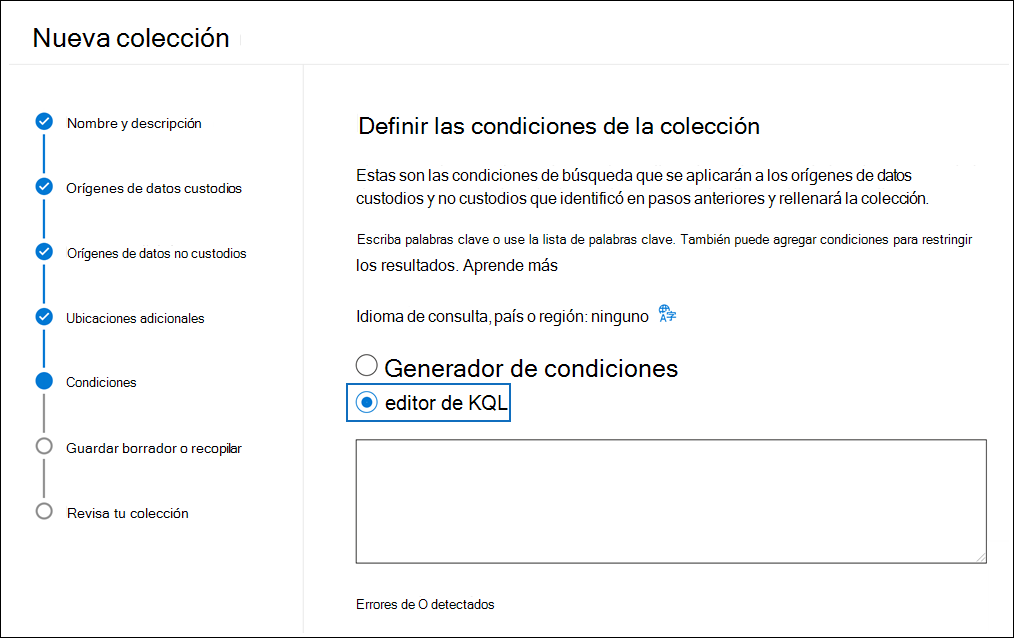 Nueva colección
Nombre y descripción
Orígenes de datos custodios
Orígenes de datos no custodios
Ubicaciones adicionales
Condiciones
Guardar borrador o recopilar
Revisa tu colección
Definir las condiciones de la colección
Estas son las condiciones de búsqueda que se aplicarán a los orígenes de datos
custodios y no custodios que identificó en pasos anteriores y rellenará la colección.
Escriba palabras clave o use la lista de palabras clave. También puede agregar condiciones para restringir
los resultados. Aprende más
Idioma de consulta, país o región: ninguno
Generador de condiciones
editor de KQL
Errores de O detectados